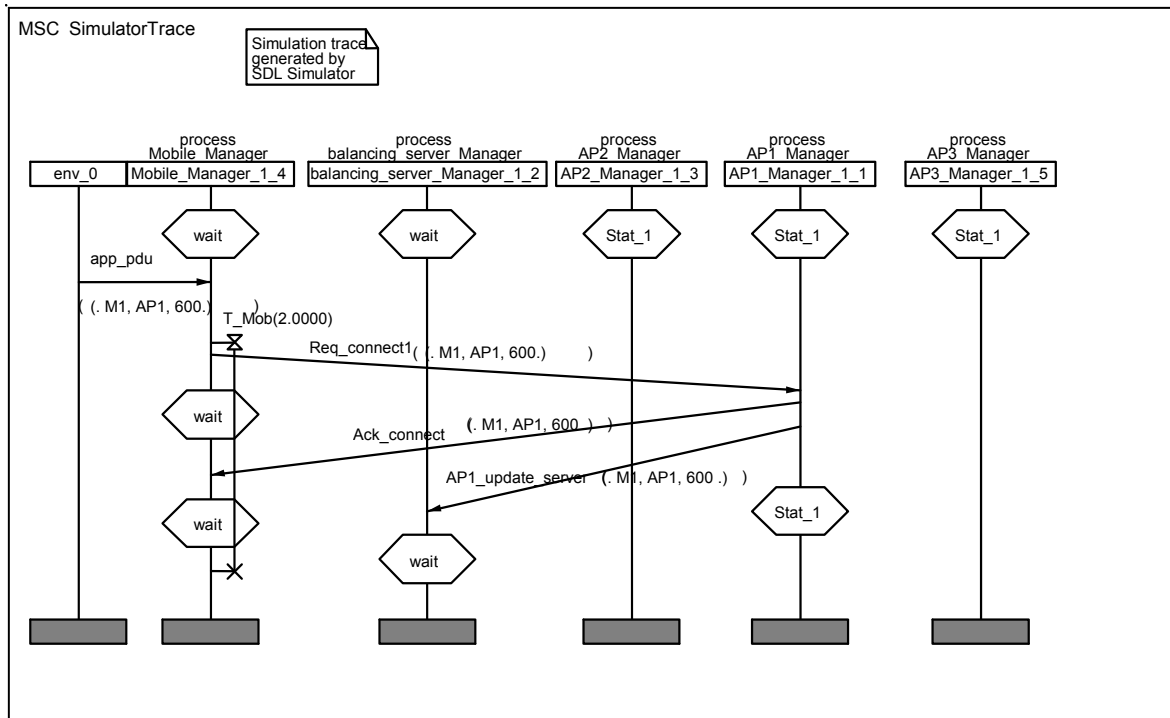 MSC SimulatorTrace
Simulation trace
generated by
SDL Simulator
process
Mobile_Manager
process
balancing_server_Manager
process
AP2_Manager
process
AP1_Manager
process
AP3_Manager
env_0
Mobile_Manager_1_4
balancing_server_Manager_1_2
AP2_Manager_1_3
AP1_Manager_1_1
AP3_Manager_1_5
wait
wait
Stat_1
Stat_1
Stat_1
app_pdu
( (. M1, AP1, 600.) )
T_Mob(2.0000)
Req_connect1 ( (. M1, AP1, 600.) )
wait
Ack_connect ( (. M1, AP1, 600 .) )
AP1_update_server ( (. M1, AP1, 600 .) )
wait
Stat_1
wait